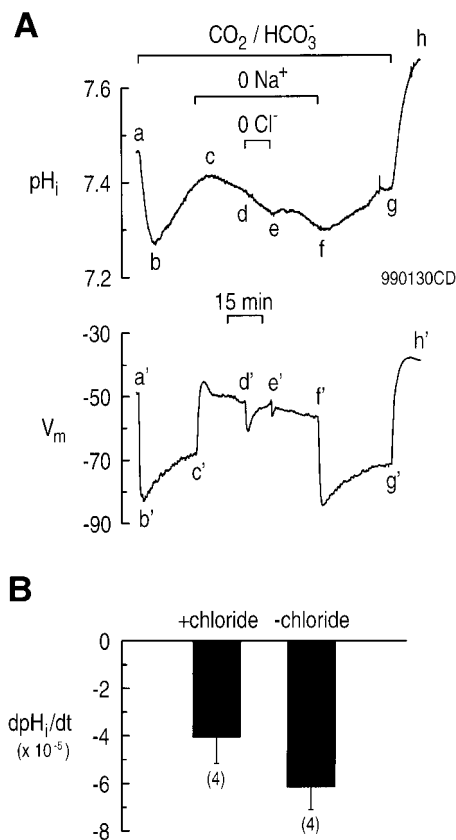 A
CO₂ / HCO₃⁻
h
7.6
0 Na⁺
a
0 Cl⁻
c
pHᵢ
7.4
d
e
g
b
f
7.2
990130CD
15 min
-30
h'
a'
d' e' f'
-50
Vₘ
-70
c'
g'
b'
-90
B
+chloride -chloride
0
-2
dpHᵢ/dt
-4
(x 10⁻⁵)
-6
(4)
(4)
-8